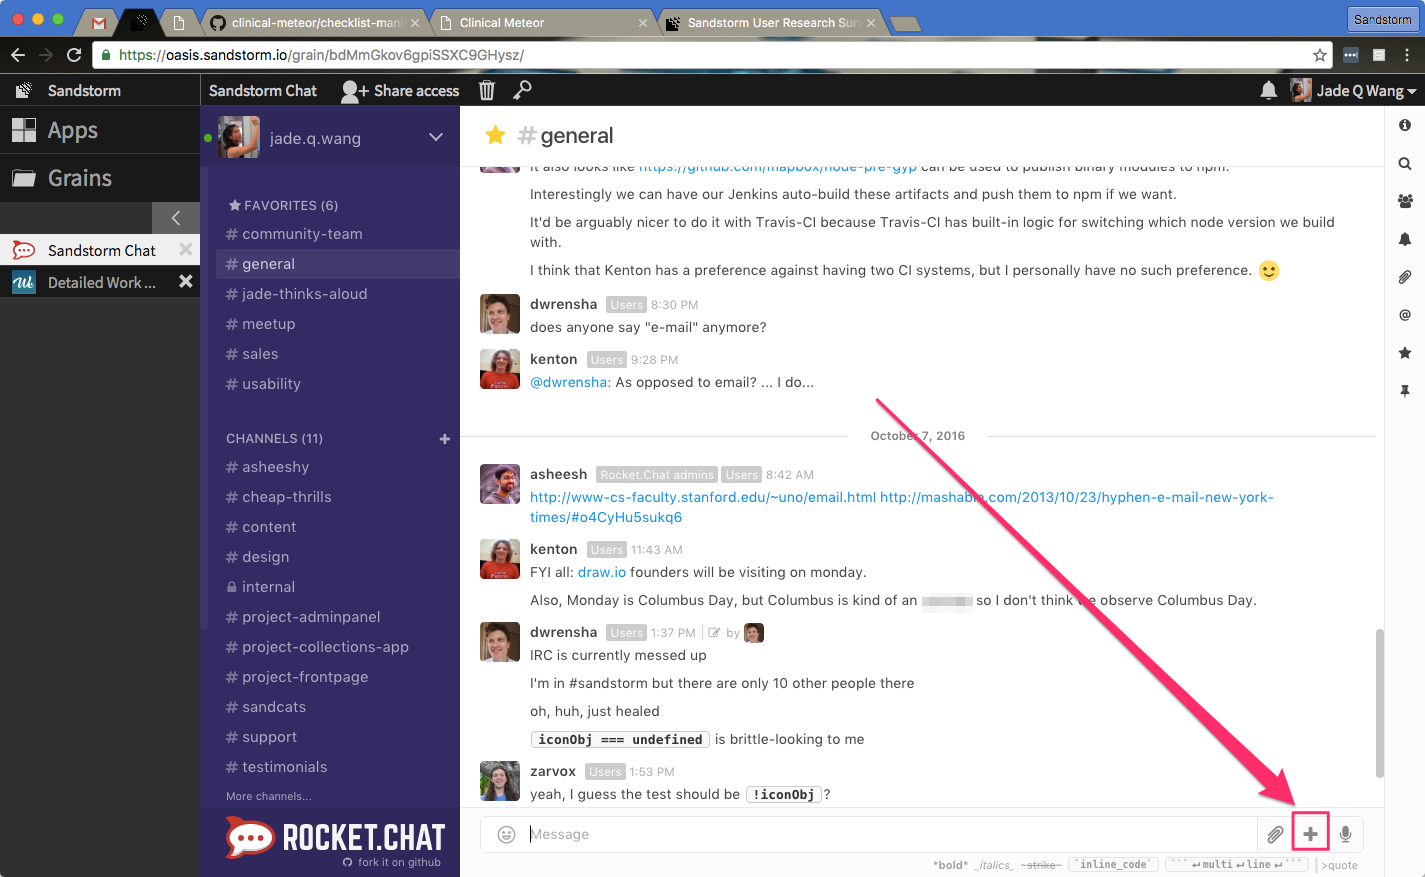 clinical-meteor/checklist-mani
Clinical Meteor
Sandstorm User Research Sur
Sandstorm
https://oasis.sandstorm.io/grain/bdMmGkov6gpiSSXC9GHysz/
Sandstorm
Sandstorm Chat
Share access
Jade Q Wang
Apps
Grains
Sandstorm Chat
Detailed Work ...
jade.q.wang
FAVORITES (6)
# community-team
# general
# jade-thinks-aloud
# meetup
# sales
# usability
CHANNELS (11) +
# asheeshy
# cheap-thrills
# content
# design
internal
# project-adminpanel
# project-collections-app
# project-frontpage
# sandcats
# support
# testimonials
More channels...
ROCKET.CHAT
fork it on github
#general
It also looks like https://github.com/mapbox/node-pre-gyp can be used to publish binary modules to npm.
Interestingly we can have our Jenkins auto-build these artifacts and push them to npm if we want.
It'd be arguably nicer to do it with Travis-CI because Travis-CI has built-in logic for switching which node version we build
with.
I think that Kenton has a preference against having two CI systems, but I personally have no such preference.
dwrensha Users 8:30 PM
does anyone say "e-mail" anymore?
kenton Users 9:28 PM
@dwrensha: As opposed to email? ... I do...
October 7, 2016
asheesh Rocket.Chat admins Users 8:42 AM
http://www-cs-faculty.stanford.edu/~uno/email.html http://mashable.com/2013/10/23/hyphen-e-mail-new-york-
times/#o4CyHu5sukq6
kenton Users 11:43 AM
FYI all: draw.io founders will be visiting on monday.
Also, Monday is Columbus Day, but Columbus is kind of an so I don't think we observe Columbus Day.
dwrensha Users 1:37 PM by
IRC is currently messed up
I'm in #sandstorm but there are only 10 other people there
oh, huh, just healed
iconObj === undefined is brittle-looking to me
zarvox Users 1:53 PM
yeah, I guess the test should be !iconObj ?
Message
*bold* _italics_ ~strike~ `inline_code` ```↵multi↵line↵``` >quote